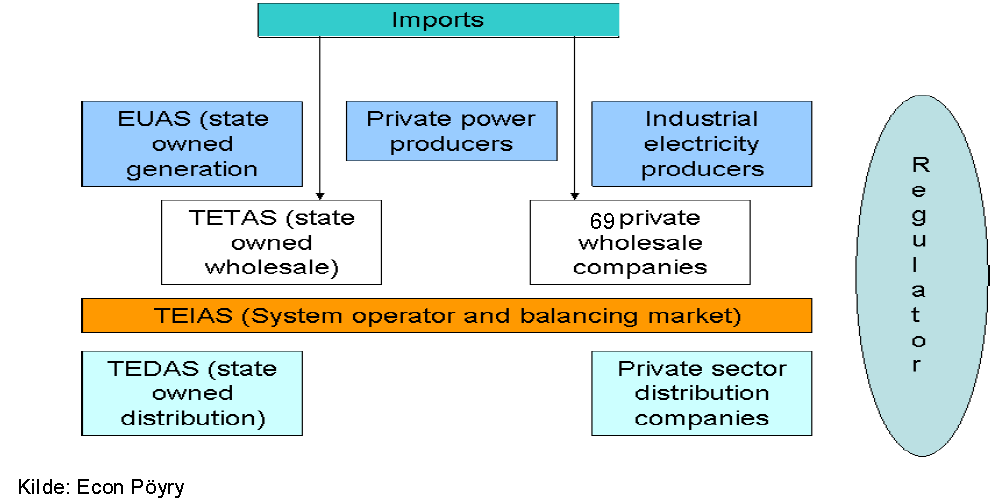 Imports
EUAS (state
owned
generation
Private power
producers
Industrial
electricity
producers
TETAS (state
owned
wholesale)
69 private
wholesale
companies
TEIAS (System operator and balancing market)
TEDAS (state
owned
distribution)
Private sector
distribution
companies
Regulator
Kilde: Econ Pöyry